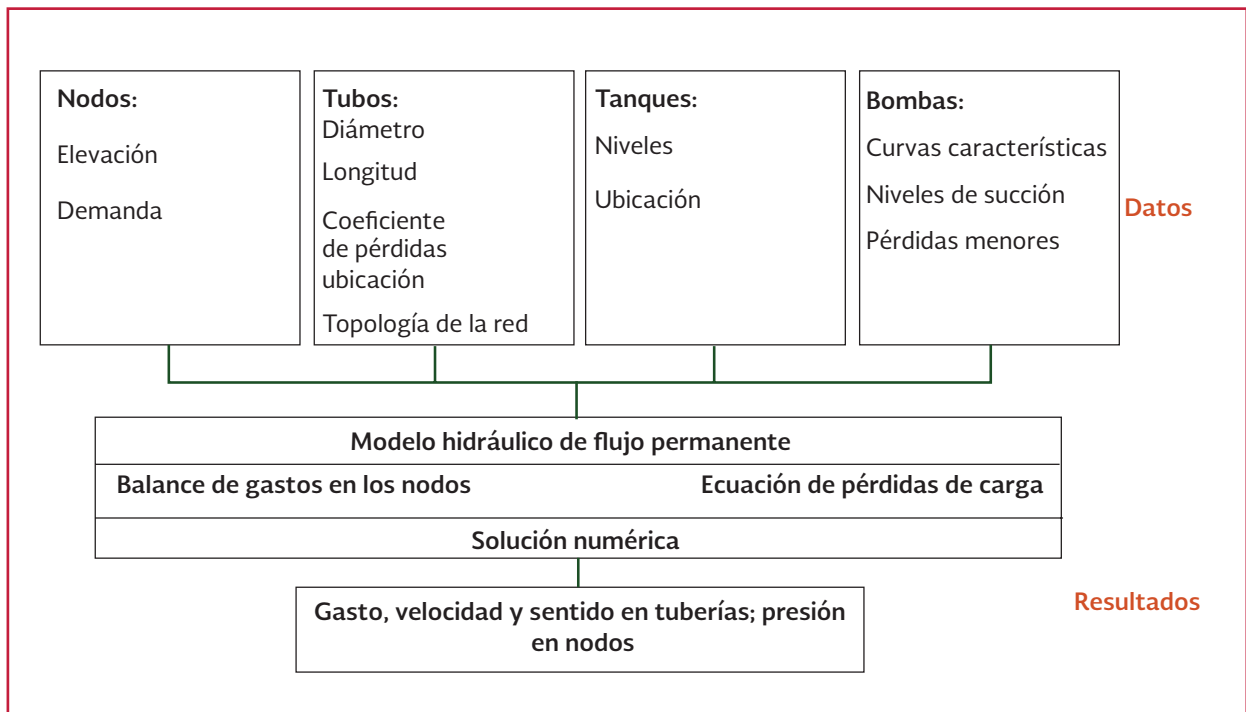 Nodos:
Elevación
Demanda
Tubos:
Diámetro
Longitud
Coeficiente
de pérdidas
ubicación
Topología de la red
Tanques:
Niveles
Ubicación
Bombas:
Curvas características
Niveles de succión
Pérdidas menores
Datos
Modelo hidráulico de flujo permanente
Balance de gastos en los nodos
Ecuación de pérdidas de carga
Solución numérica
Gasto, velocidad y sentido en tuberías; presión
en nodos
Resultados